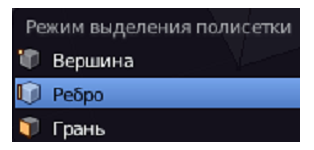 Режим выделения полисетки
Вершина
Ребро
Грань